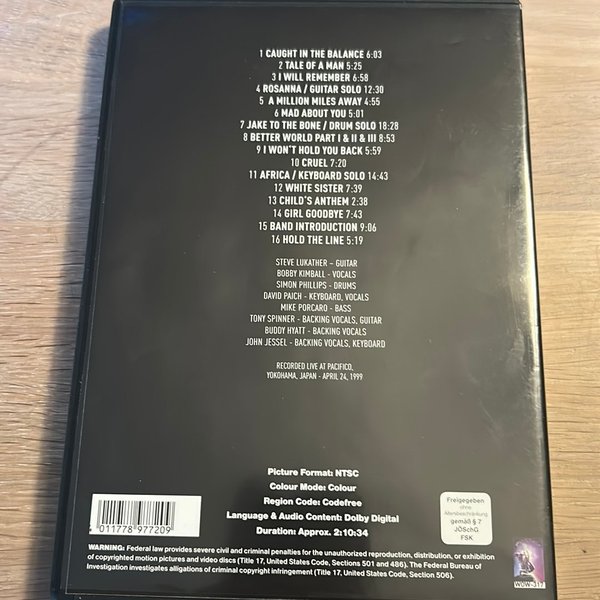 1 CAUGHT IN THE BALANCE 6:03
2 TALE OF A MAN 5:25
3 I WILL REMEMBER 6:58
4 ROSANNA / GUITAR SOLO 12:30
5 A MILLION MILES AWAY 4:55
6 MAD ABOUT YOU 5:01
7 JAKE TO THE BONE / DRUM SOLO 18:28
8 BETTER WORLD PART I & II & III 8:53
9 I WON'T HOLD YOU BACK 5:59
10 CRUEL 7:20
11 AFRICA / KEYBOARD SOLO 14:43
12 WHITE SISTER 7:39
13 CHILD'S ANTHEM 2:38
14 GIRL GOODBYE 7:43
15 BAND INTRODUCTION 9:06
16 HOLD THE LINE 5:19
STEVE LUKATHER – GUITAR
BOBBY KIMBALL - VOCALS
SIMON PHILLIPS - DRUMS
DAVID PAICH - KEYBOARD, VOCALS
MIKE PORCARO - BASS
TONY SPINNER - BACKING VOCALS, GUITAR
BUDDY HYATT - BACKING VOCALS
JOHN JESSEL - BACKING VOCALS, KEYBOARD
RECORDED LIVE AT PACIFICO,
YOKOHAMA, JAPAN - APRIL 24, 1999
Picture Format: NTSC
Colour Mode: Colour
Region Code: Codefree
Language & Audio Content: Dolby Digital
Duration: Approx. 2:10:34
011778 977209
Freigegeben
ohne
Altersbeschränkung
gemäß § 7
JÖSchG
FSK
WARNING: Federal law provides severe civil and criminal penalties for the unauthorized reproduction, distribution, or exhibition
of copyrighted motion pictures and video discs (Title 17, United States Code, Sections 501 and 486). The Federal Bureau of
Investigation investigates alligations of criminal copyright infringement (Title 17, United States Code, Section 506).
WOW-317